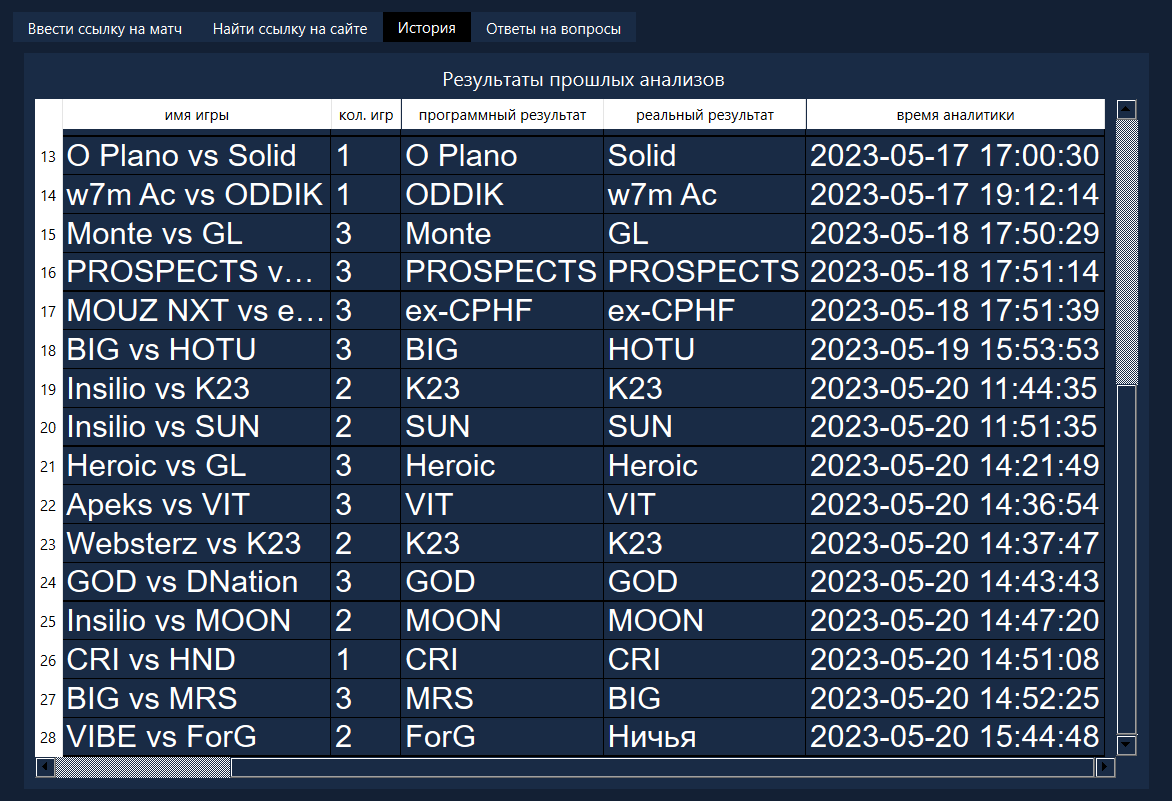 Ввести ссылку на матч Найти ссылку на сайте История Ответы на вопросы
Результаты прошлых анализов
имя игры кол. игр программный результат реальный результат время аналитики
13 O Plano vs Solid 1 O Plano Solid 2023-05-17 17:00:30
14 w7m Ac vs ODDIK 1 ODDIK w7m Ac 2023-05-17 19:12:14
15 Monte vs GL 3 Monte GL 2023-05-18 17:50:29
16 PROSPECTS v... 3 PROSPECTS PROSPECTS 2023-05-18 17:51:14
17 MOUZ NXT vs e... 3 ex-CPHF ex-CPHF 2023-05-18 17:51:39
18 BIG vs HOTU 3 BIG HOTU 2023-05-19 15:53:53
19 Insilio vs K23 2 K23 K23 2023-05-20 11:44:35
20 Insilio vs SUN 2 SUN SUN 2023-05-20 11:51:35
21 Heroic vs GL 3 Heroic Heroic 2023-05-20 14:21:49
22 Apeks vs VIT 3 VIT VIT 2023-05-20 14:36:54
23 Websterz vs K23 2 K23 K23 2023-05-20 14:37:47
24 GOD vs DNation 3 GOD GOD 2023-05-20 14:43:43
25 Insilio vs MOON 2 MOON MOON 2023-05-20 14:47:20
26 CRI vs HND 1 CRI CRI 2023-05-20 14:51:08
27 BIG vs MRS 3 MRS BIG 2023-05-20 14:52:25
28 VIBE vs ForG 2 ForG Ничья 2023-05-20 15:44:48